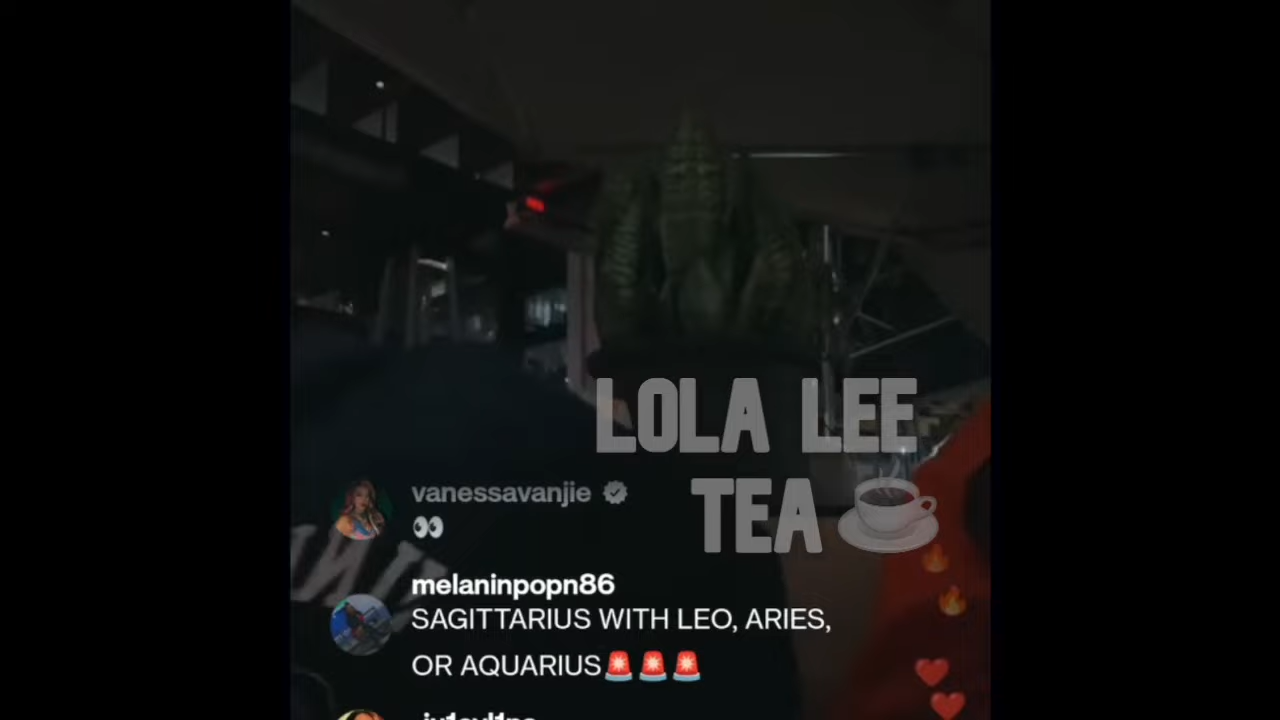 LOLA LEE
TEA
vanessavanjie
👀
melaninpopn86
SAGITTARIUS WITH LEO, ARIES,
OR AQUARIUS🚨🚨🚨